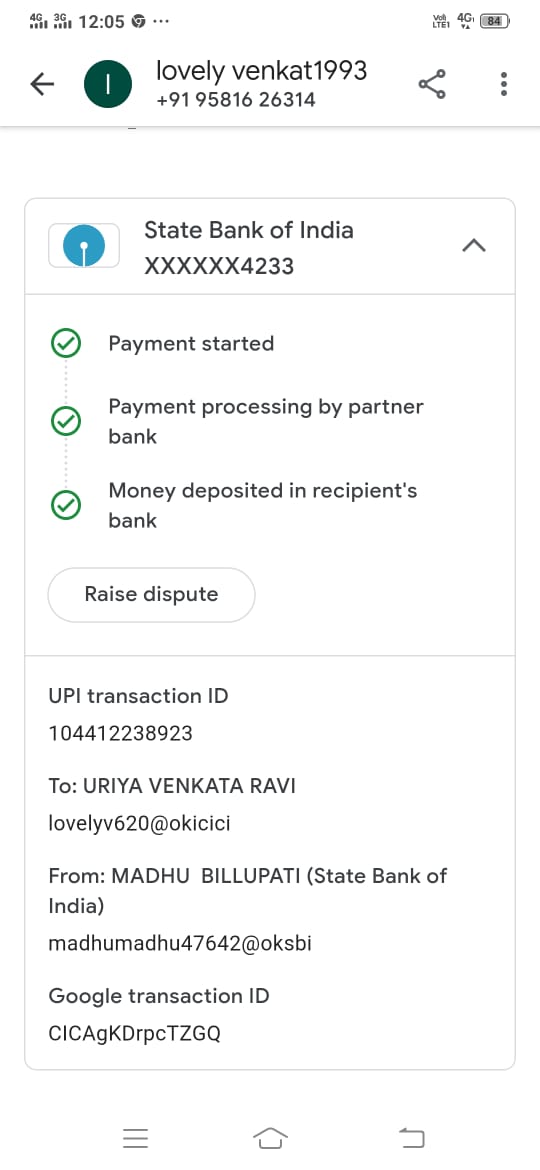 4G 3G 12:05 ...
VoI) LTE1 4G 84
I
lovely venkat1993
+91 95816 26314
State Bank of India
XXXXXX4233
Payment started
Payment processing by partner
bank
Money deposited in recipient's
bank
Raise dispute
UPI transaction ID
104412238923
To: URIYA VENKATA RAVI
lovelyv620@okicici
From: MADHU  BILLUPATI (State Bank of
India)
madhumadhu47642@oksbi
Google transaction ID
CICAgKDrpcTZGQ